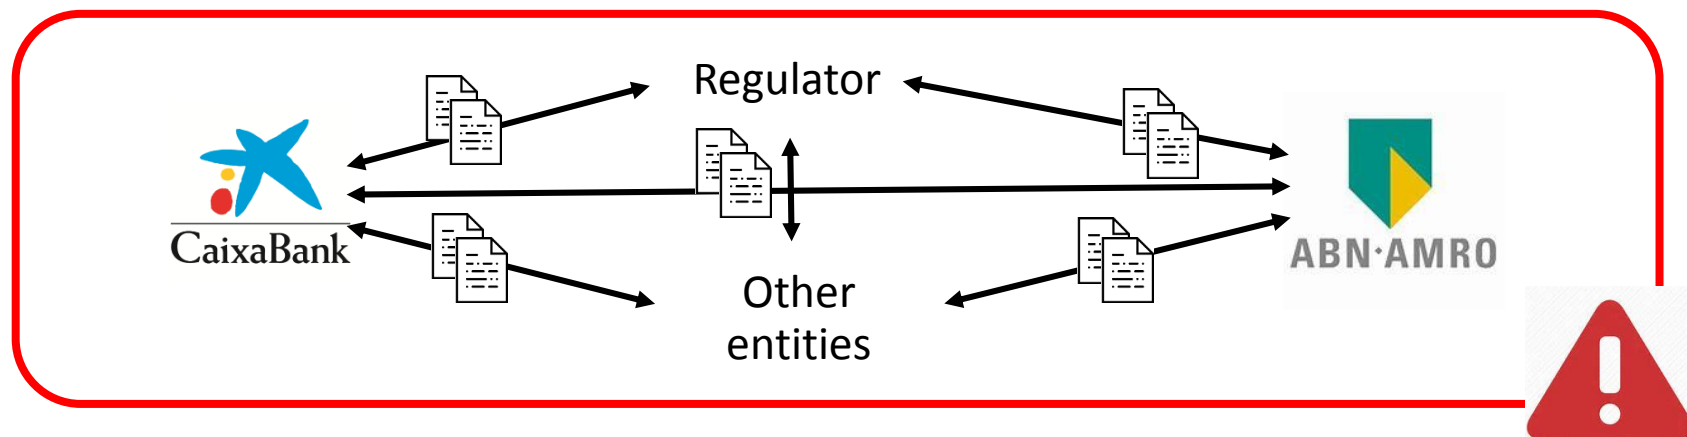 Regulator
CaixaBank
ABN·AMRO
Other
entities